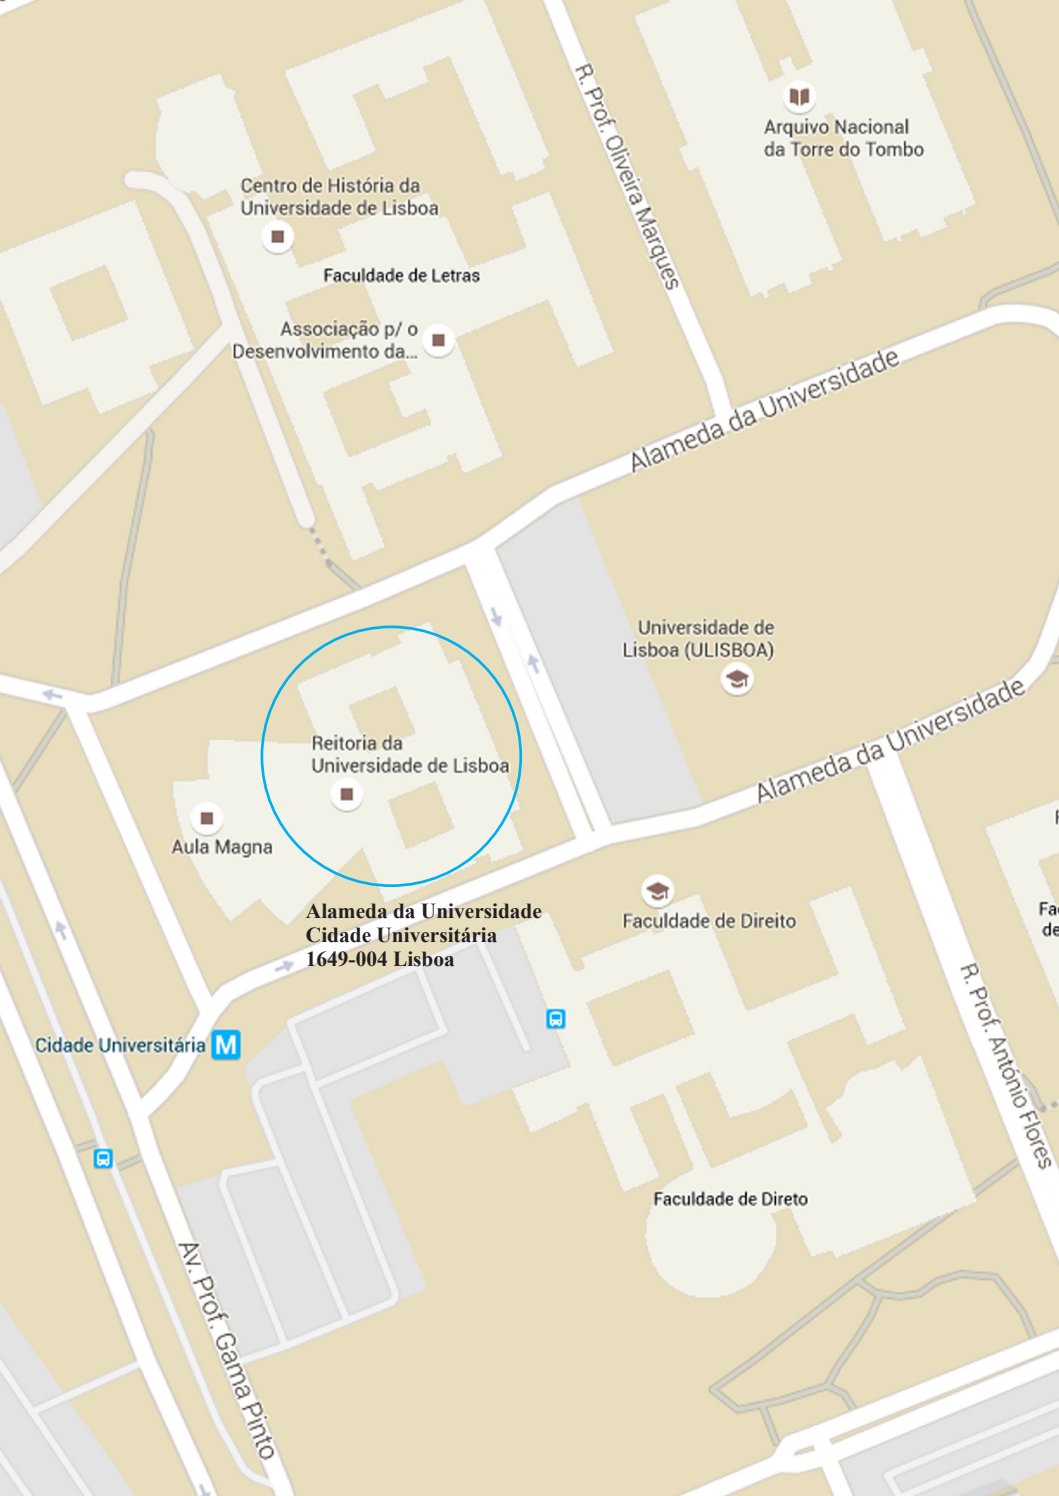 R. Prof. Oliveira Marques
Arquivo Nacional
da Torre do Tombo
Centro de História da
Universidade de Lisboa
Faculdade de Letras
Associação p/ o
Desenvolvimento da...
Alameda da Universidade
Universidade de
Lisboa (ULISBOA)
Alameda da Universidade
Reitoria da
Universidade de Lisboa
Aula Magna
Alameda da Universidade
Cidade Universitária
1649-004 Lisboa
Faculdade de Direito
Fa
de
R. Prof. António Flores
Cidade Universitária M
Faculdade de Direto
Av. Prof. Gama Pinto